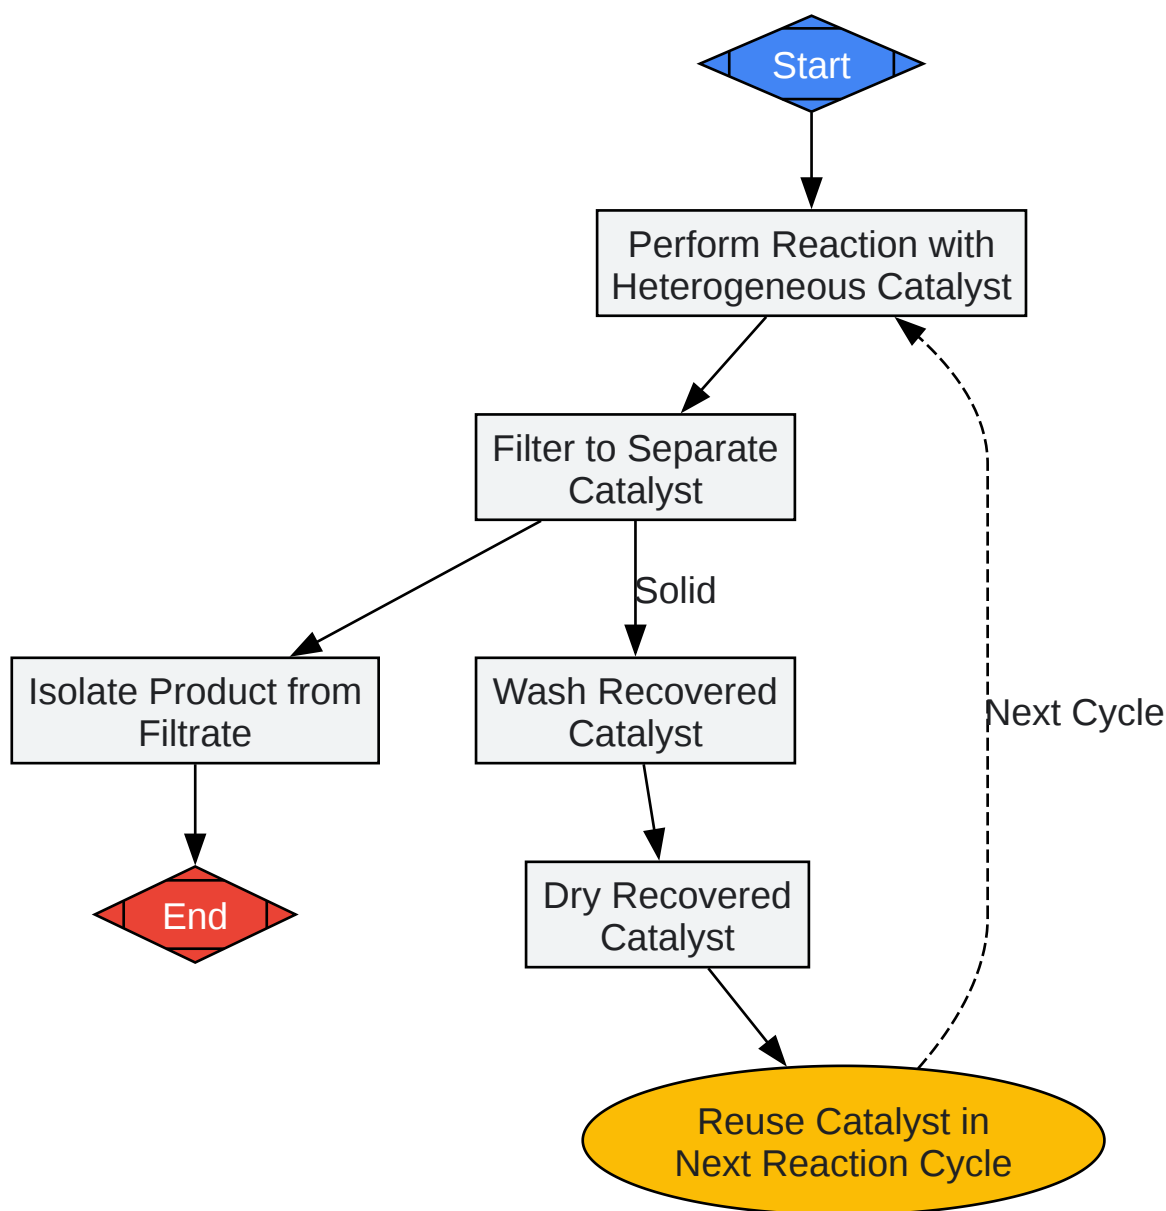 Start
Perform Reaction with
Heterogeneous Catalyst
Filter to Separate
Catalyst
Solid
Isolate Product from
Filtrate
Wash Recovered
Catalyst
Next Cycle
Dry Recovered
Catalyst
End
Reuse Catalyst in
Next Reaction Cycle